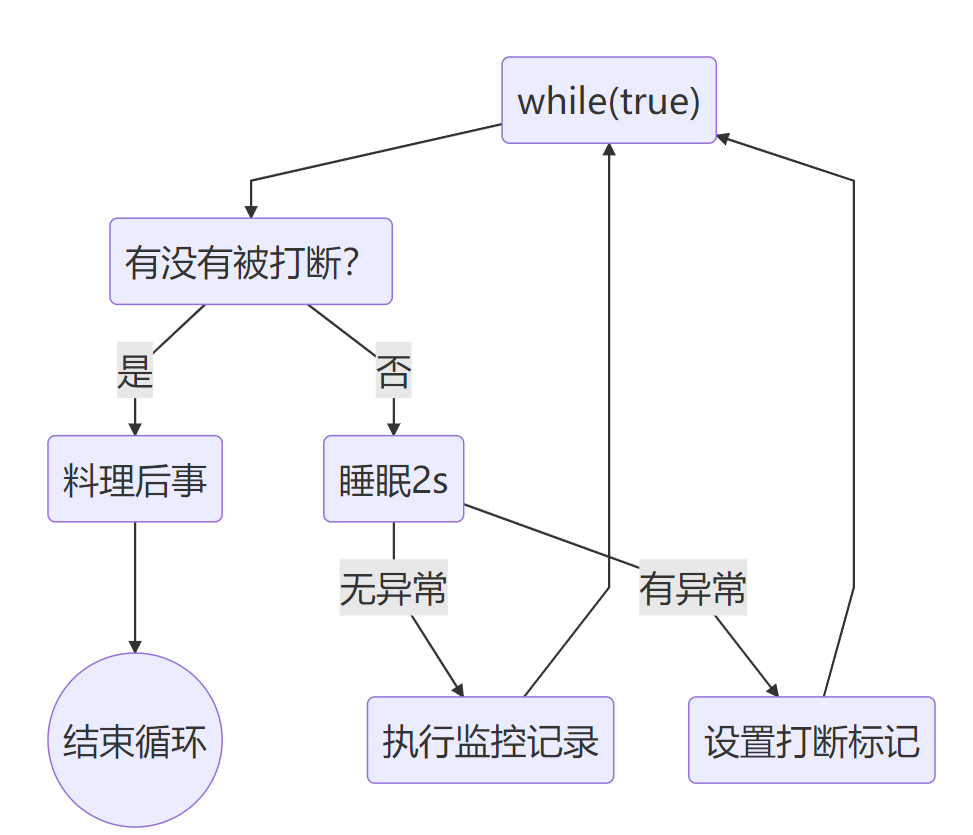 while(true)
有没有被打断？
是
否
料理后事
睡眠2s
无异常
有异常
结束循环
执行监控记录
设置打断标记